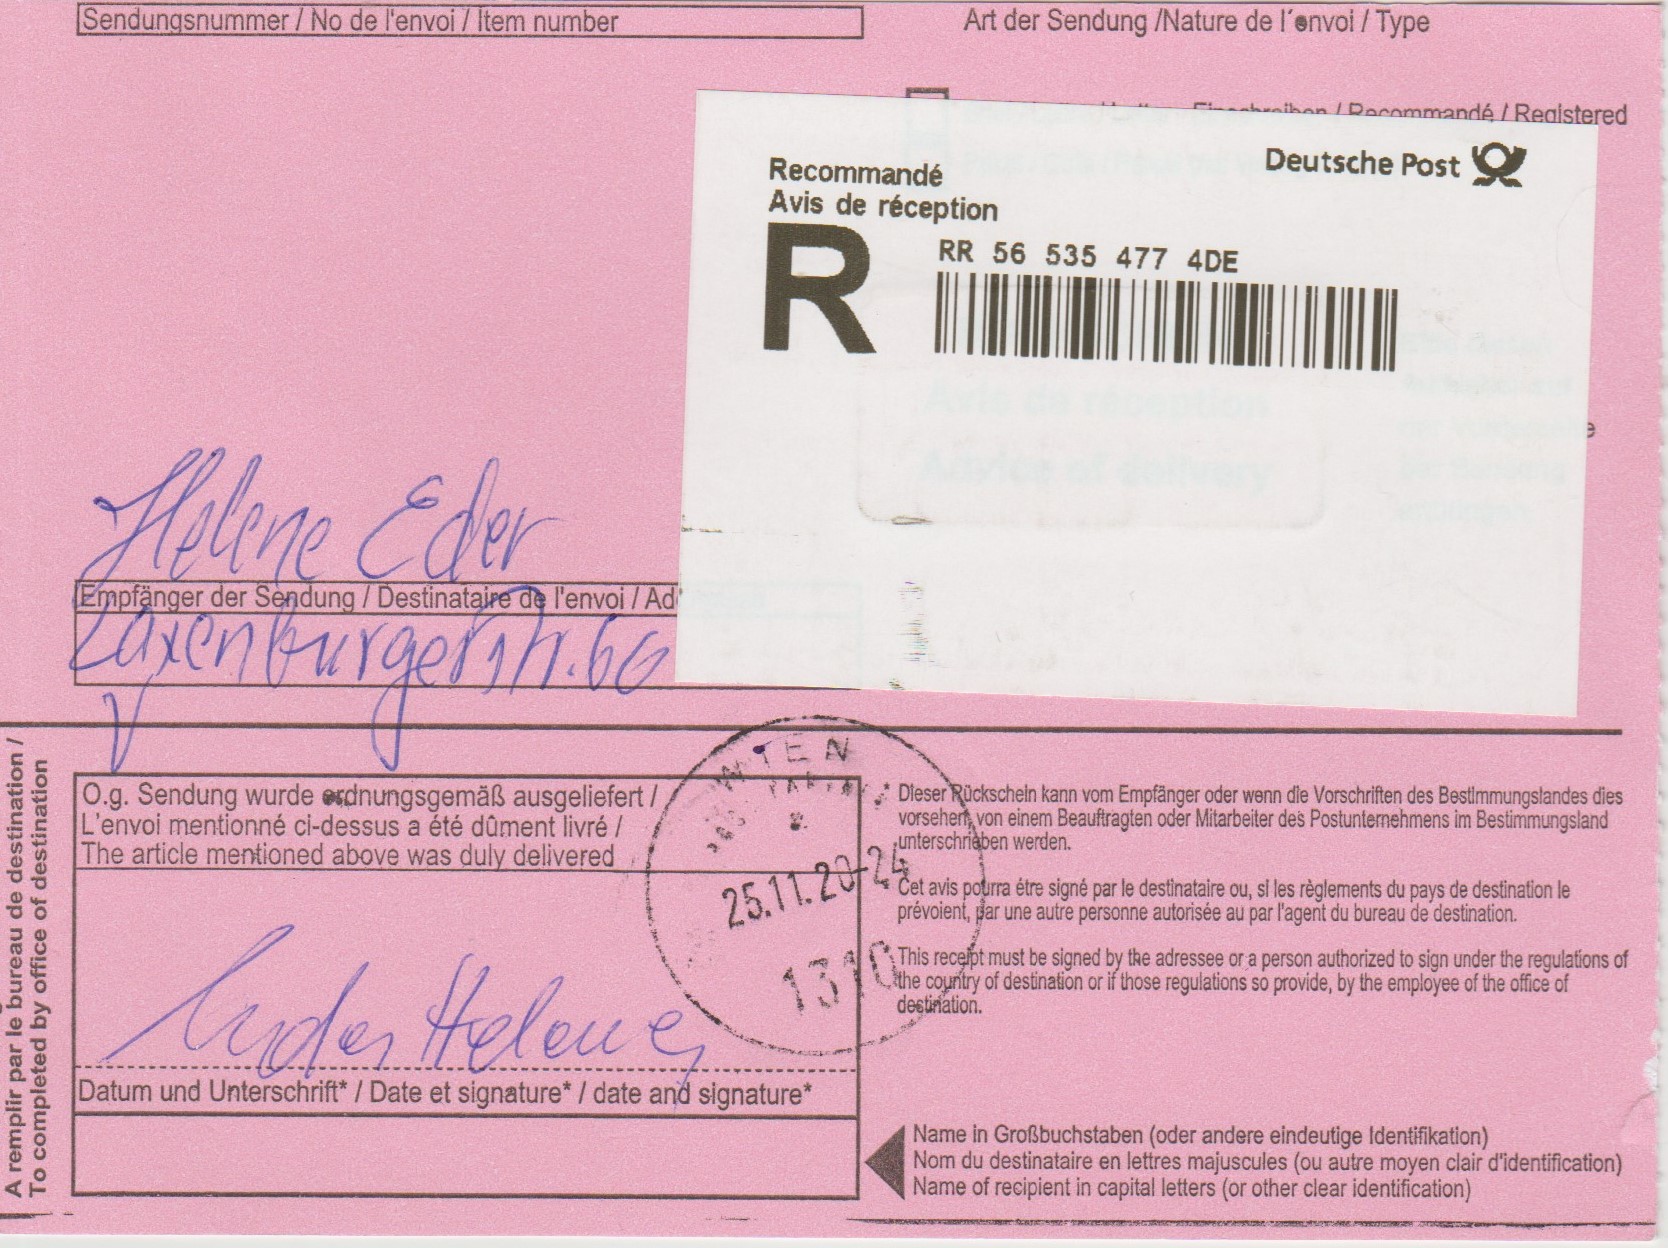 Sendungsnummer / No de l'envoi / Item number
Art der Sendung /Nature de l´envoi / Type
Einschreiben / Recommandé / Registered
Deutsche Post
Recommandé
Avis de réception
R
RR 56 535 477 4DE
Avis de réception
Advice of delivery
e
Helene Eder
Empfänger der Sendung / Destinataire de l'envoi / Ad
Laxenburgerstr. 60
A remplir par le bureau de destination /
To completed by office of destination
O.g. Sendung wurde ordnungsgemäß ausgeliefert /
L'envoi mentionné ci-dessus a été dûment livré /
The article mentioned above was duly delivered
WIEN
25.11.20-24
1310
Helene
Datum und Unterschrift* / Date et signature* / date and signature*
Dieser Rückschein kann vom Empfänger oder wenn die Vorschriften des Bestimmungslandes dies
vorsehen, von einem Beauftragten oder Mitarbeiter des Postunternehmens im Bestimmungsland
unterschrieben werden.
Cet avis pourra étre signé par le destinataire ou, si les règlements du pays de destination le
prévoient, par une autre personne autorisée au par l'agent du bureau de destination.
This receipt must be signed by the adressee or a person authorized to sign under the regulations of
the country of destination or if those regulations so provide, by the employee of the office of
destination.
Name in Großbuchstaben (oder andere eindeutige Identifikation)
Nom du destinataire en lettres majuscules (ou autre moyen clair d'identification)
Name of recipient in capital letters (or other clear identification)